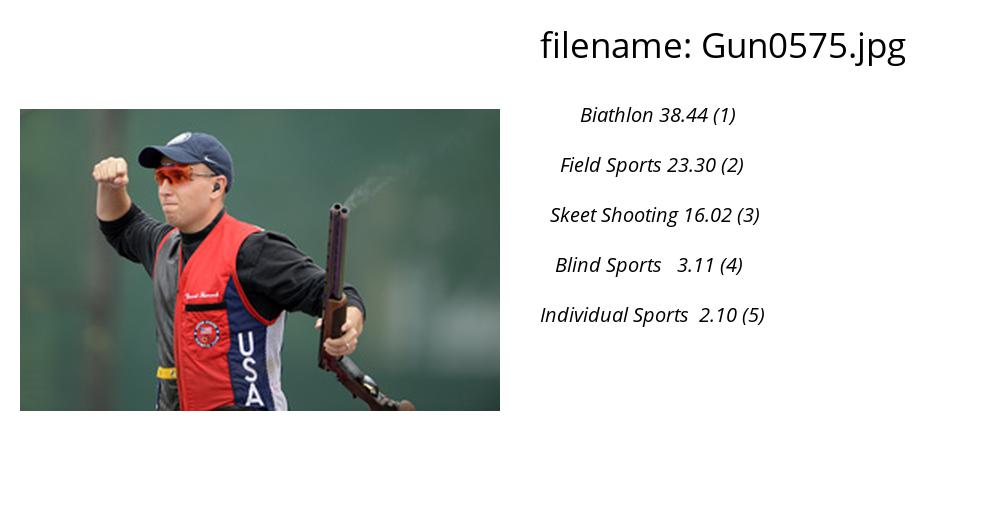 filename: Gun0575.jpg
Biathlon 38.44 (1)
Field Sports 23.30 (2)
Skeet Shooting 16.02 (3)
Blind Sports 3.11 (4)
Individual Sports 2.10 (5)
USA